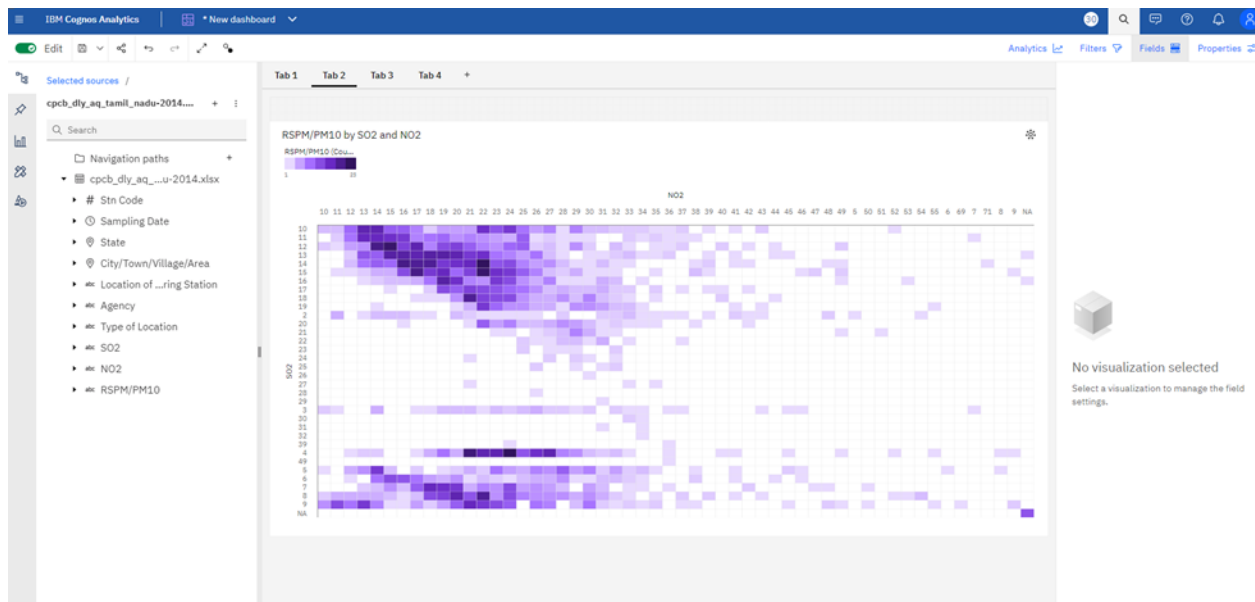 IBM Cognos Analytics
* New dashboard
30
Edit
Analytics
Filters
Fields
Properties
Selected sources /
cpcb_dly_aq_tamil_nadu-2014....
Search
Navigation paths
cpcb_dly_aq_...u-2014.xlsx
# Stn Code
Sampling Date
State
City/Town/Village/Area
abc Location of ...ring Station
abc Agency
abc Type of Location
abc SO2
abc NO2
abc RSPM/PM10
Tab 1 Tab 2 Tab 3 Tab 4 +
RSPM/PM10 by SO2 and NO2
RSPM/PM10 (Cou...
1
NO2
10 11 12 13 14 15 16 17 18 19 20 21 22 23 24 25 26 27 28 29 30 31 32 33 34 35 36 37 38 39 40 41 42 43 44 45 46 47 48 49 5 50 51 52 53 54 55 6 69 7 71 8 9 NA
SO2
10
11
12
13
14
15
16
17
18
19
2
20
21
22
23
24
25
26
27
28
29
3
30
31
32
39
4
49
5
6
7
8
9
NA
No visualization selected
Select a visualization to manage the field
settings.